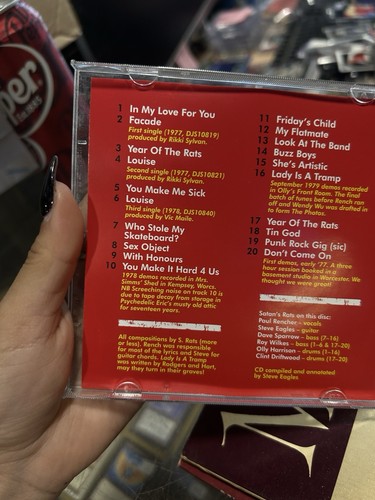 per
1 In My Love For You
2 Facade
First single (1977, DJS10819)
produced by Rikki Sylvan.
3 Year Of The Rats
4 Louise
Second single (1977, DJS10821)
produced by Rikki Sylvan.
5 You Make Me Sick
6 Louise
Third single (1978, DJS10840)
produced by Vic Maile.
7 Who Stole My
Skateboard?
8 Sex Object
9 With Honours
10 You Make It Hard 4 Us
1978 demos recorded in Mrs.
Simms' Shed in Kempsey, Worcs.
NB Screeching noise on track 10 is
due to tape decay from storage in
Psychedelic Eric's musty old attic
for seventeen years.
All compositions by S. Rats (more
or less). Rench was responsible
for most of the lyrics and Steve for
guitar chords. Lady Is A Tramp
was written by Rodgers and Hart,
may they turn in their graves!
11 Friday's Child
12 My Flatmate
13 Look At The Band
14 Buzz Boys
15 She's Artistic
16 Lady Is A Tramp
September 1979 demos recorded
in Olly's Front Room. The final
batch of tunes before Rench ran
off and Wendy Wu was drafted in
to form The Photos.
17 Year Of The Rats
18 Tin God
19 Punk Rock Gig (sic)
20 Don't Come On
First demos, early '77. A three
hour session booked in a
basement studio in Worcester. We
thought we were great!
Satan's Rats on this disc:
Paul Rencher – vocals
Steve Eagles – guitar
Dave Sparrow – bass (7–16)
Roy Wilkes – bass (1–6 & 17–20)
Olly Harrison – drums (1–16)
Clint Driftwood – drums (17–20)
CD compiled and annotated
by Steve Eagles